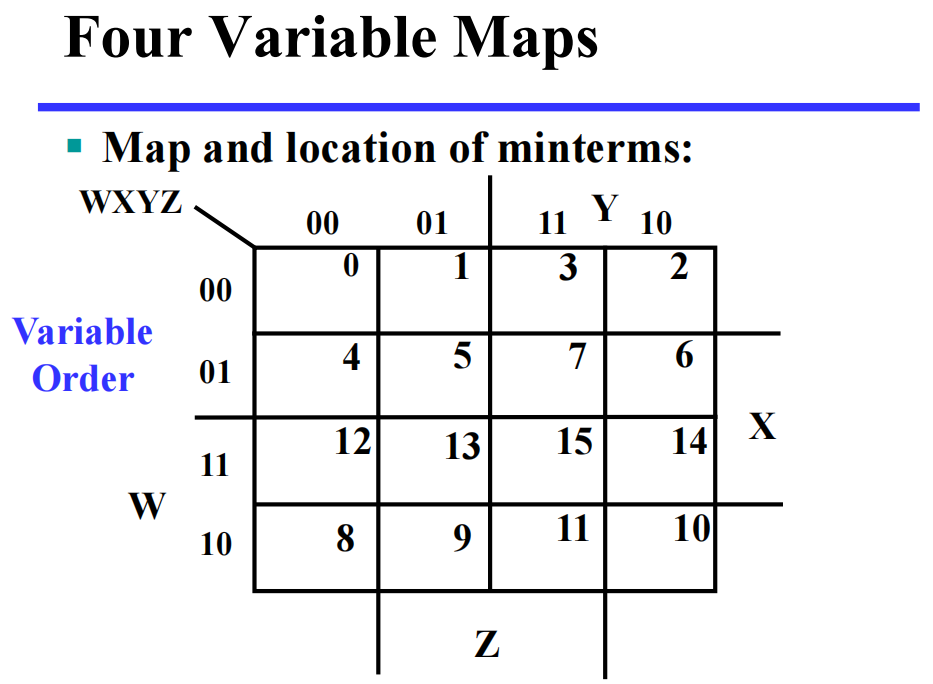 Four Variable Maps
Map and location of minterms:
WXYZ
Y
00 01 11 10
00 0 1 3 2
Variable
Order
01 4 5 7 6
X
11 12 13 15 14
W
10 8 9 11 10
Z